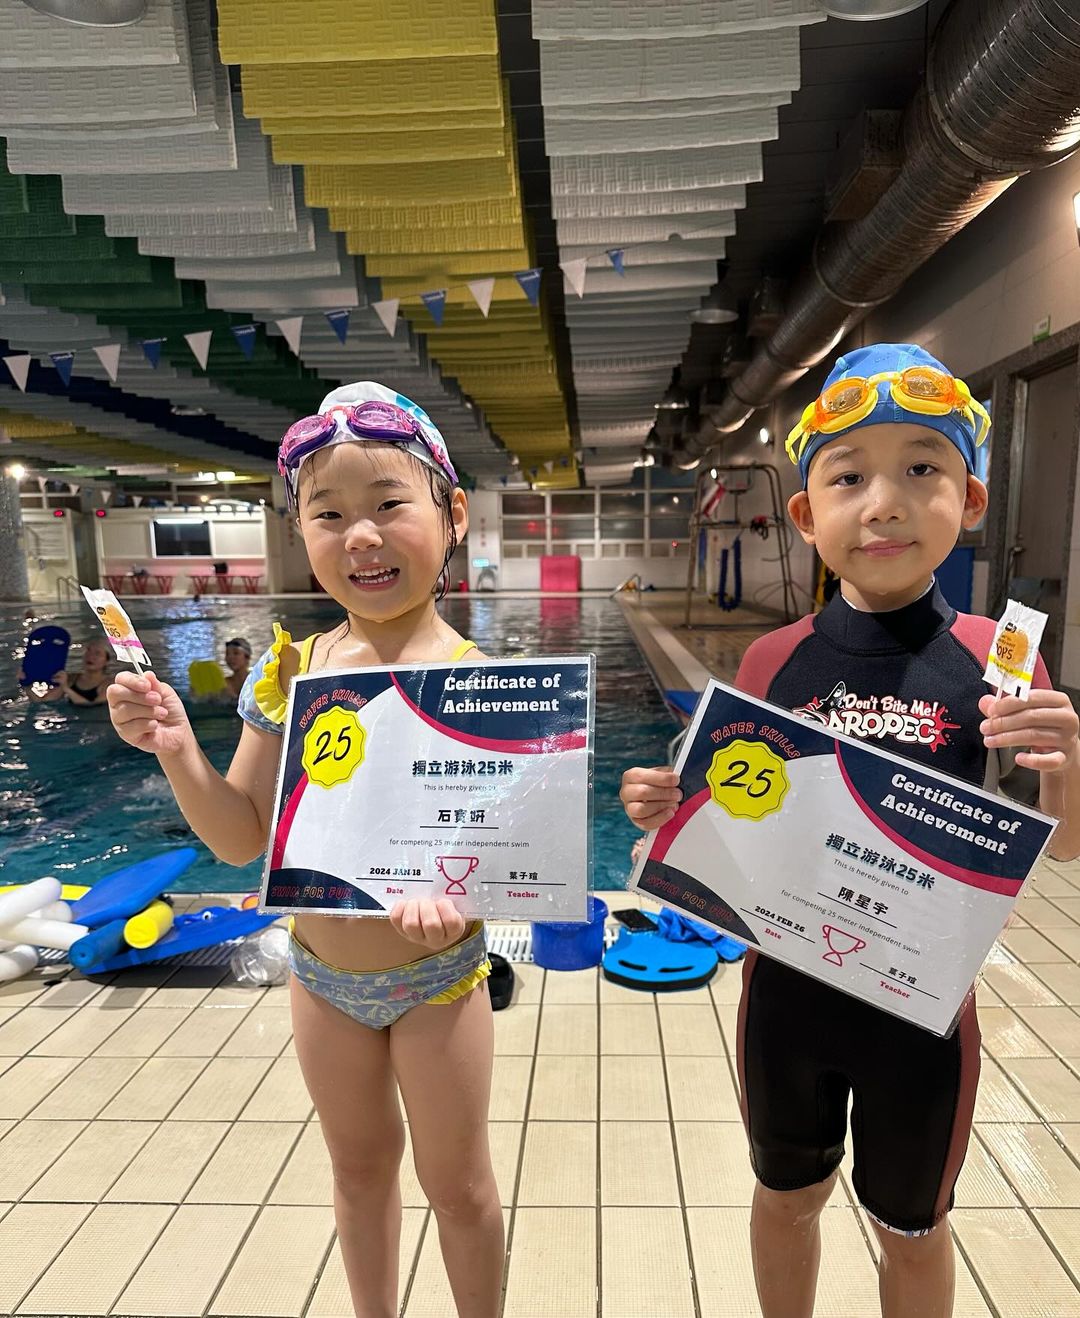 WATER SKILLS
25
Certificate of
Achievement
獨立游泳25米
This is hereby given to
石寶妍
for competing 25 meter independent swim
2024 JAN 18
Date
葉子瑄
Teacher
SWIM FOR FUN
Don't Bite Me!
AROPEC
WATER SKILLS
25
Certificate of
Achievement
獨立游泳25米
This is hereby given to
陳星宇
for competing 25 meter independent swim
2024 FEB 26
Date
葉子瑄
Teacher
SWIM FOR FUN